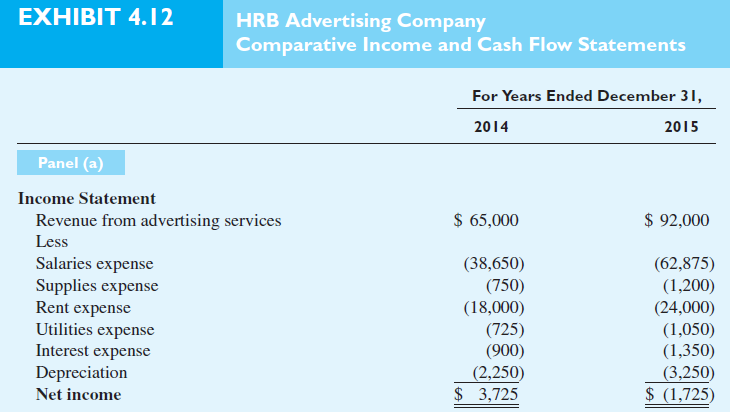 EXHIBIT 4.12
HRB Advertising Company
Comparative Income and Cash Flow Statements
For Years Ended December 31,
2014 2015
Panel (a)
Income Statement
Revenue from advertising services $ 65,000 $ 92,000
Less
Salaries expense (38,650) (62,875)
Supplies expense (750) (1,200)
Rent expense (18,000) (24,000)
Utilities expense (725) (1,050)
Interest expense (900) (1,350)
Depreciation (2,250) (3,250)
Net income $ 3,725 $ (1,725)